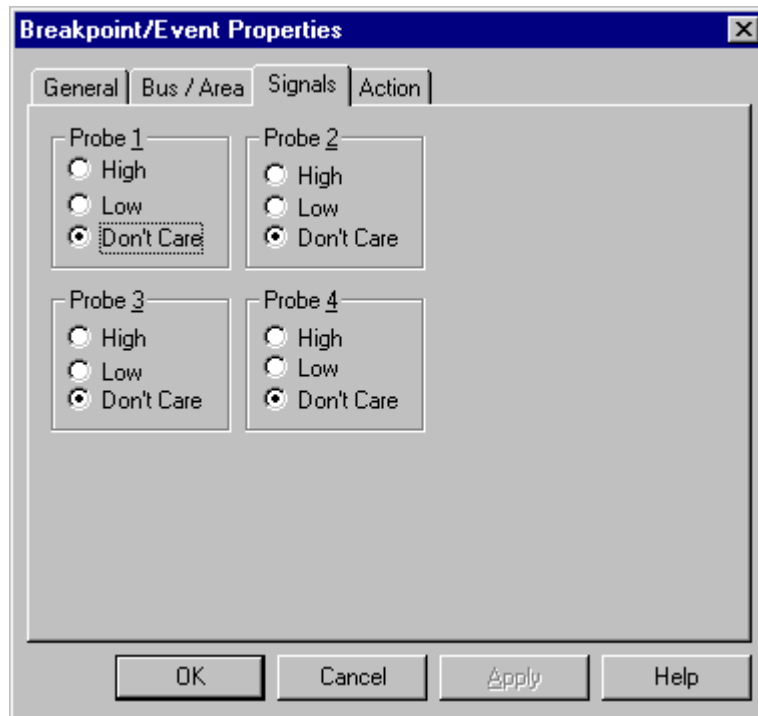 Breakpoint/Event Properties
General Bus / Area Signals Action
Probe 1
High
Low
Don't Care
Probe 2
High
Low
Don't Care
Probe 3
High
Low
Don't Care
Probe 4
High
Low
Don't Care
OK Cancel Apply Help